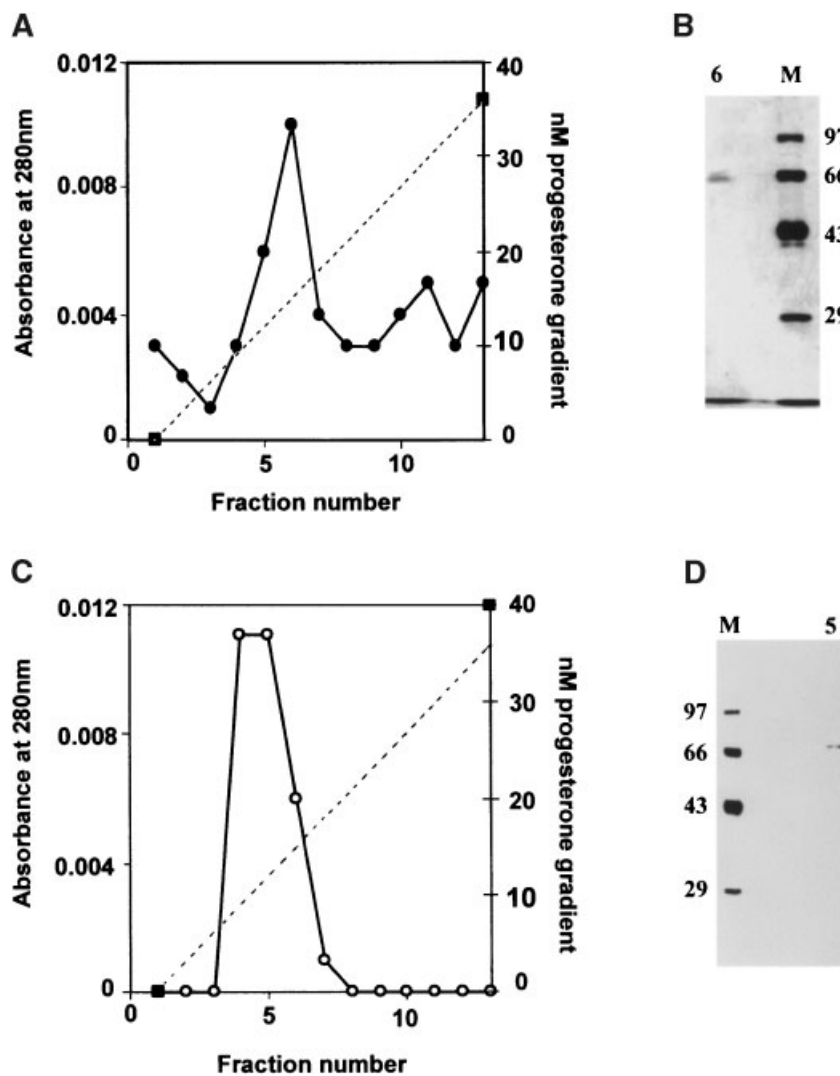 A
0.012
0.008
0.004
0
Absorbance at 280nm
40
30
20
10
0
nM progesterone gradient
0 5 10
Fraction number
B
6 M
97
66
43
29
C
0.012
0.008
0.004
0
Absorbance at 280nm
40
30
20
10
0
nM progesterone gradient
0 5 10
Fraction number
D
M 5
97
66
43
29